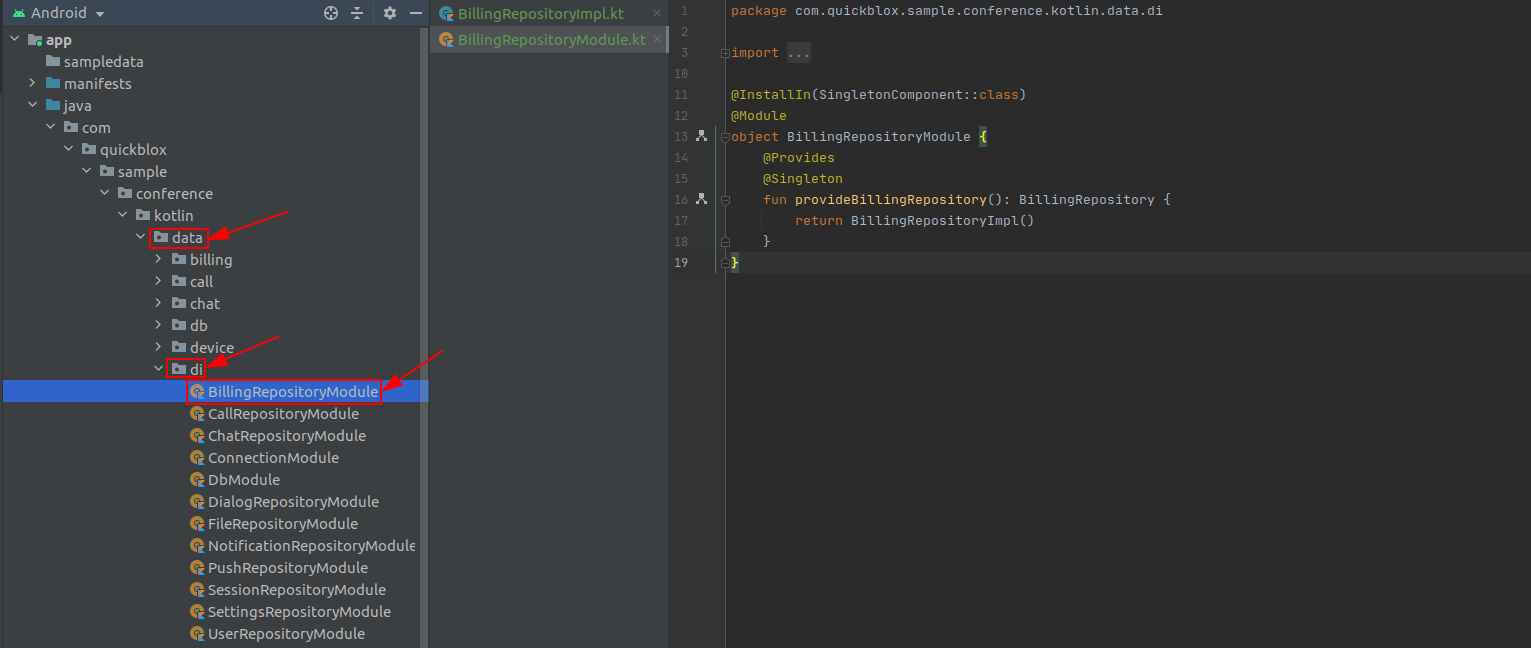 Android
app
sampledata
manifests
java
com
quickblox
sample
conference
kotlin
data
billing
call
chat
db
device
di
BillingRepositoryModule
CallRepositoryModule
ChatRepositoryModule
ConnectionModule
DbModule
DialogRepositoryModule
FileRepositoryModule
NotificationRepositoryModule
PushRepositoryModule
SessionRepositoryModule
SettingsRepositoryModule
UserRepositoryModule
BillingRepositoryImpl.kt
BillingRepositoryModule.kt
1 package com.quickblox.sample.conference.kotlin.data.di
2
3 import ...
10
11 @InstallIn(SingletonComponent::class)
12 @Module
13 object BillingRepositoryModule {
14 @Provides
15 @Singleton
16 fun provideBillingRepository(): BillingRepository {
17 return BillingRepositoryImpl()
18 }
19 }